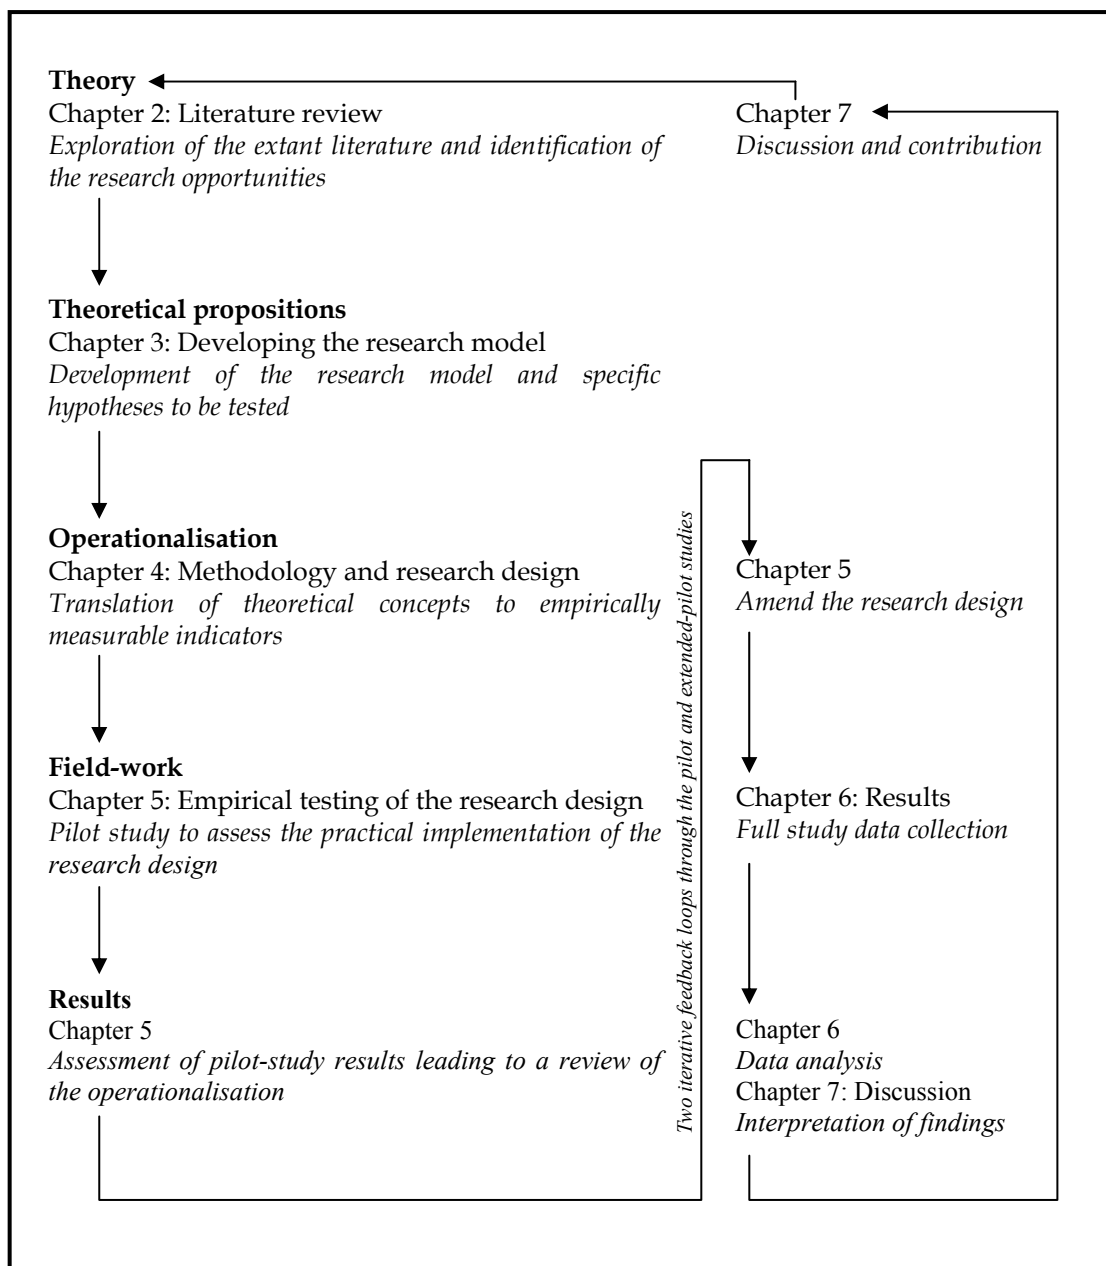 Theory
Chapter 2: Literature review
Exploration of the extant literature and identification of
the research opportunities
Theoretical propositions
Chapter 3: Developing the research model
Development of the research model and specific
hypotheses to be tested
Operationalisation
Chapter 4: Methodology and research design
Translation of theoretical concepts to empirically
measurable indicators
Field-work
Chapter 5: Empirical testing of the research design
Pilot study to assess the practical implementation of the
research design
Results
Chapter 5
Assessment of pilot-study results leading to a review of
the operationalisation
Two iterative feedback loops through the pilot and extended-pilot studies
Chapter 5
Amend the research design
Chapter 6: Results
Full study data collection
Chapter 6
Data analysis
Chapter 7: Discussion
Interpretation of findings
Chapter 7
Discussion and contribution